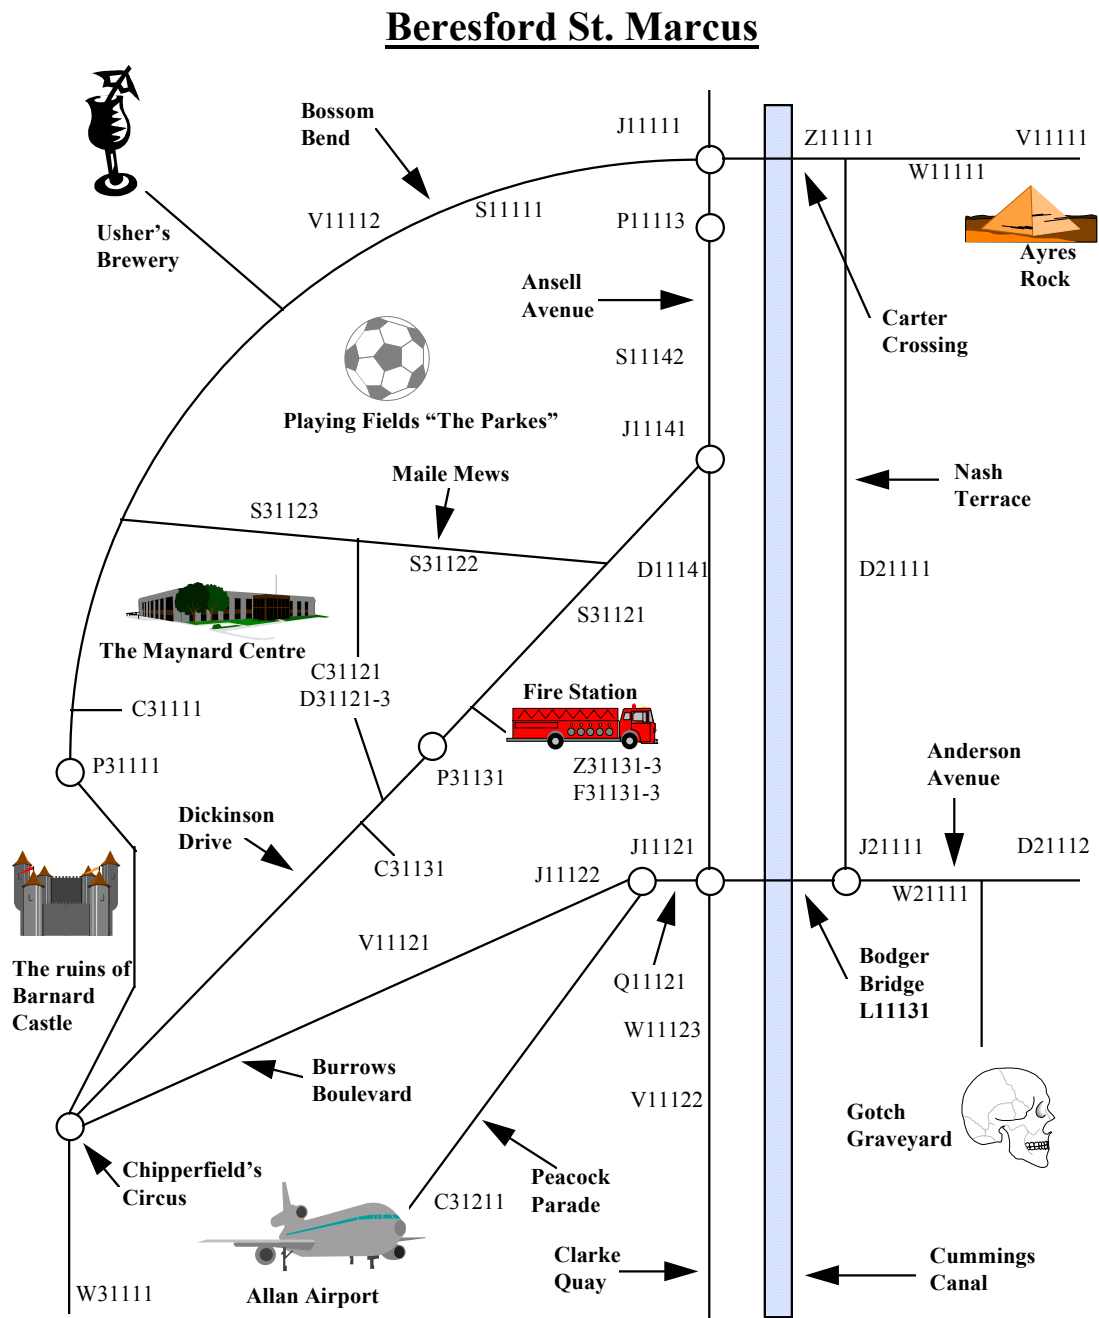 Beresford St. Marcus
Bossom
Bend
J11111
Z11111
V11111
W11111
S11111
V11112
P11113
Usher's
Brewery
Ayres
Rock
Ansell
Avenue
Carter
Crossing
S11142
Playing Fields “The Parkes”
J11141
Maile Mews
Nash
Terrace
S31123
S31122
D11141
D21111
S31121
The Maynard Centre
C31121
D31121-3
Fire Station
C31111
P31111
P31131
Z31131-3
F31131-3
Anderson
Avenue
Dickinson
Drive
C31131
J11121
J21111
D21112
J11122
W21111
V11121
The ruins of
Barnard
Castle
Q11121
Bodger
Bridge
L11131
W11123
Burrows
Boulevard
V11122
Gotch
Graveyard
Chipperfield's
Circus
Peacock
Parade
C31211
Clarke
Quay
Cummings
Canal
W31111
Allan Airport